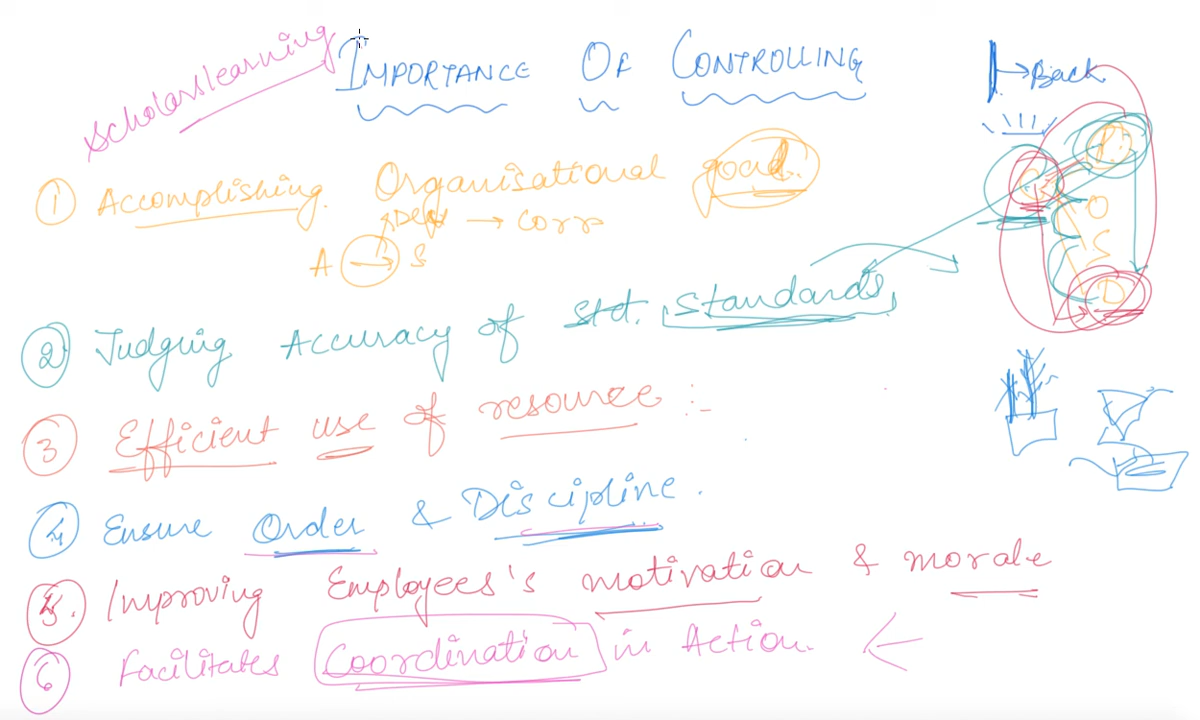 Scholarslearning
IMPORTANCE OF CONTROLLING
Back
① Accomplishing Organisational goal.
→ corr
A → S
P
O
S
D
② Judging Accuracy of Std. Standards
③ Efficient use of resource :-
④ Ensure Order & Discipline.
⑤. Improving Employees's motivation & morale
⑥ Facilitates Coordination in Action.